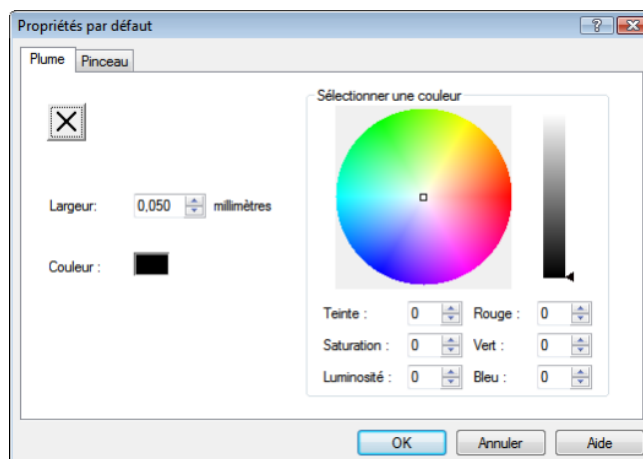 Propriétés par défaut
Plume Pinceau
Sélectionner une couleur
Largeur: 0,050 millimètres
Couleur :
Teinte : 0 Rouge : 0
Saturation : 0 Vert : 0
Luminosité : 0 Bleu : 0
OK Annuler Aide